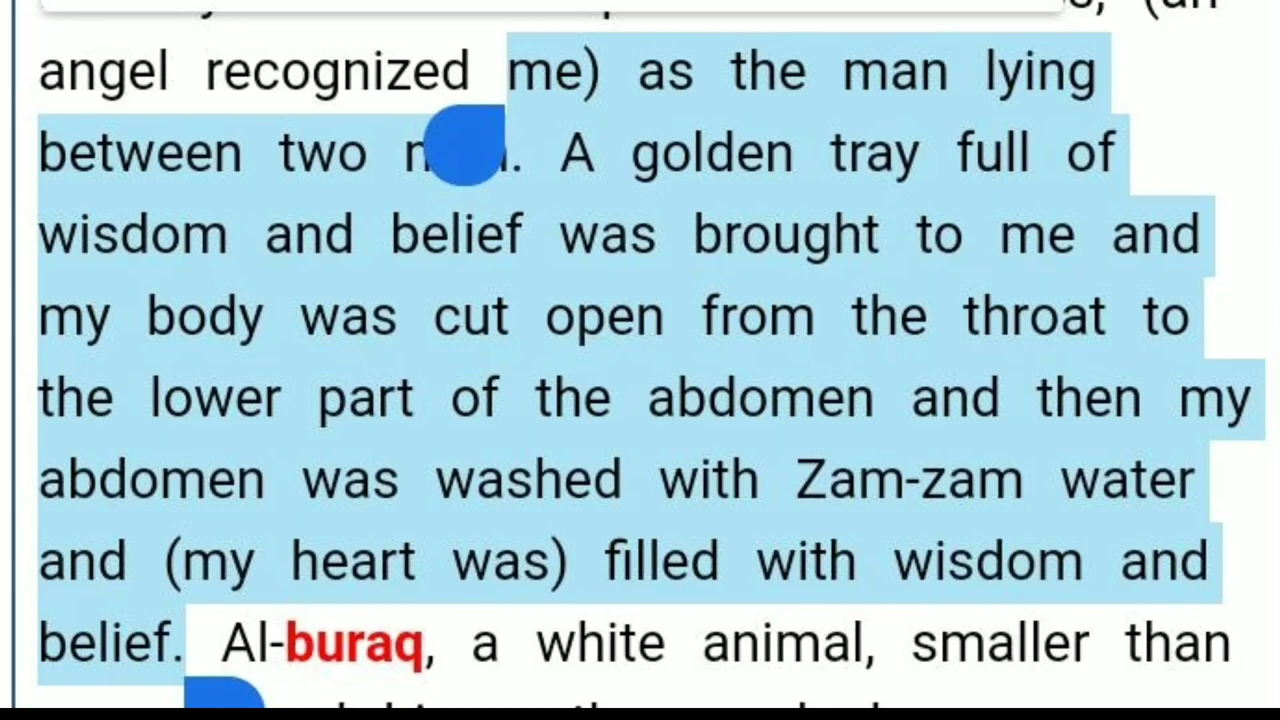 angel recognized me) as the man lying
between two . A golden tray full of
wisdom and belief was brought to me and
my body was cut open from the throat to
the lower part of the abdomen and then my
abdomen was washed with Zam-zam water
and (my heart was) filled with wisdom and
belief. Al-buraq, a white animal, smaller than